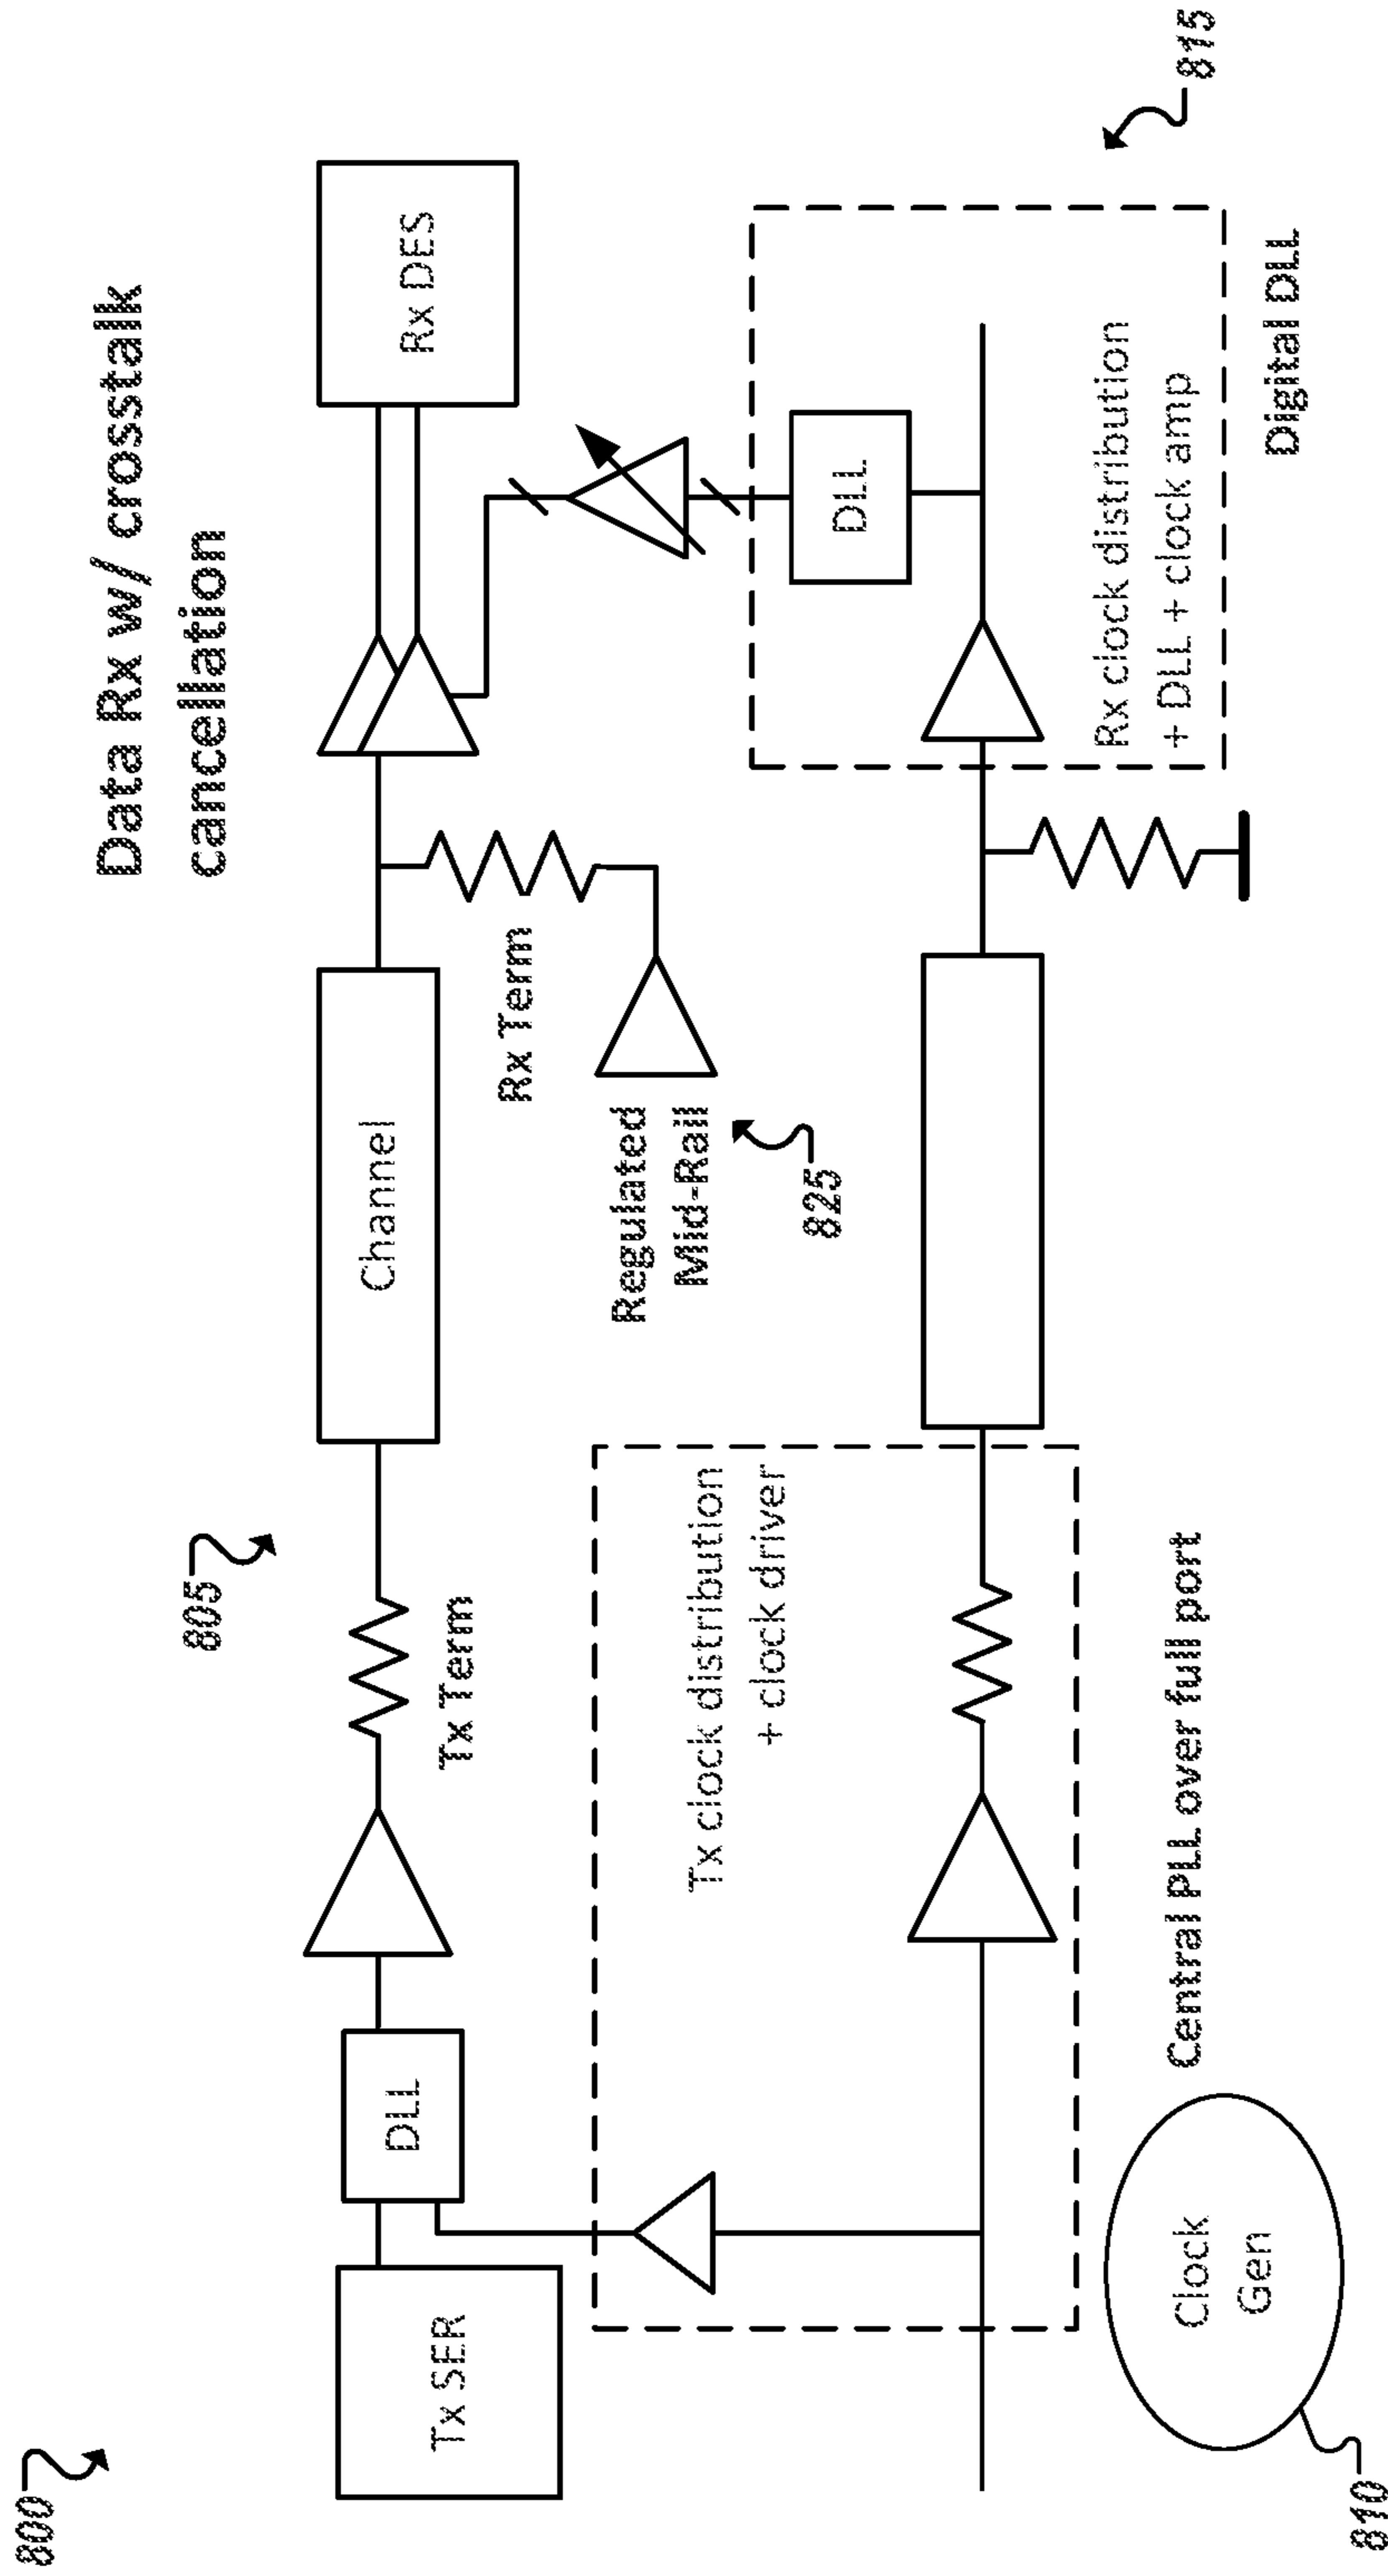 800
805
Data Rx w/ crosstalk
cancellation
Tx SER
DLL
Tx Term
Channel
Rx Term
Rx DES
Regulated
Mid-Rail
825
Tx clock distribution
+ clock driver
DLL
Rx clock distribution
+ DLL + clock amp
815
Clock
Gen
810
Central PLL over full port
Digital DLL